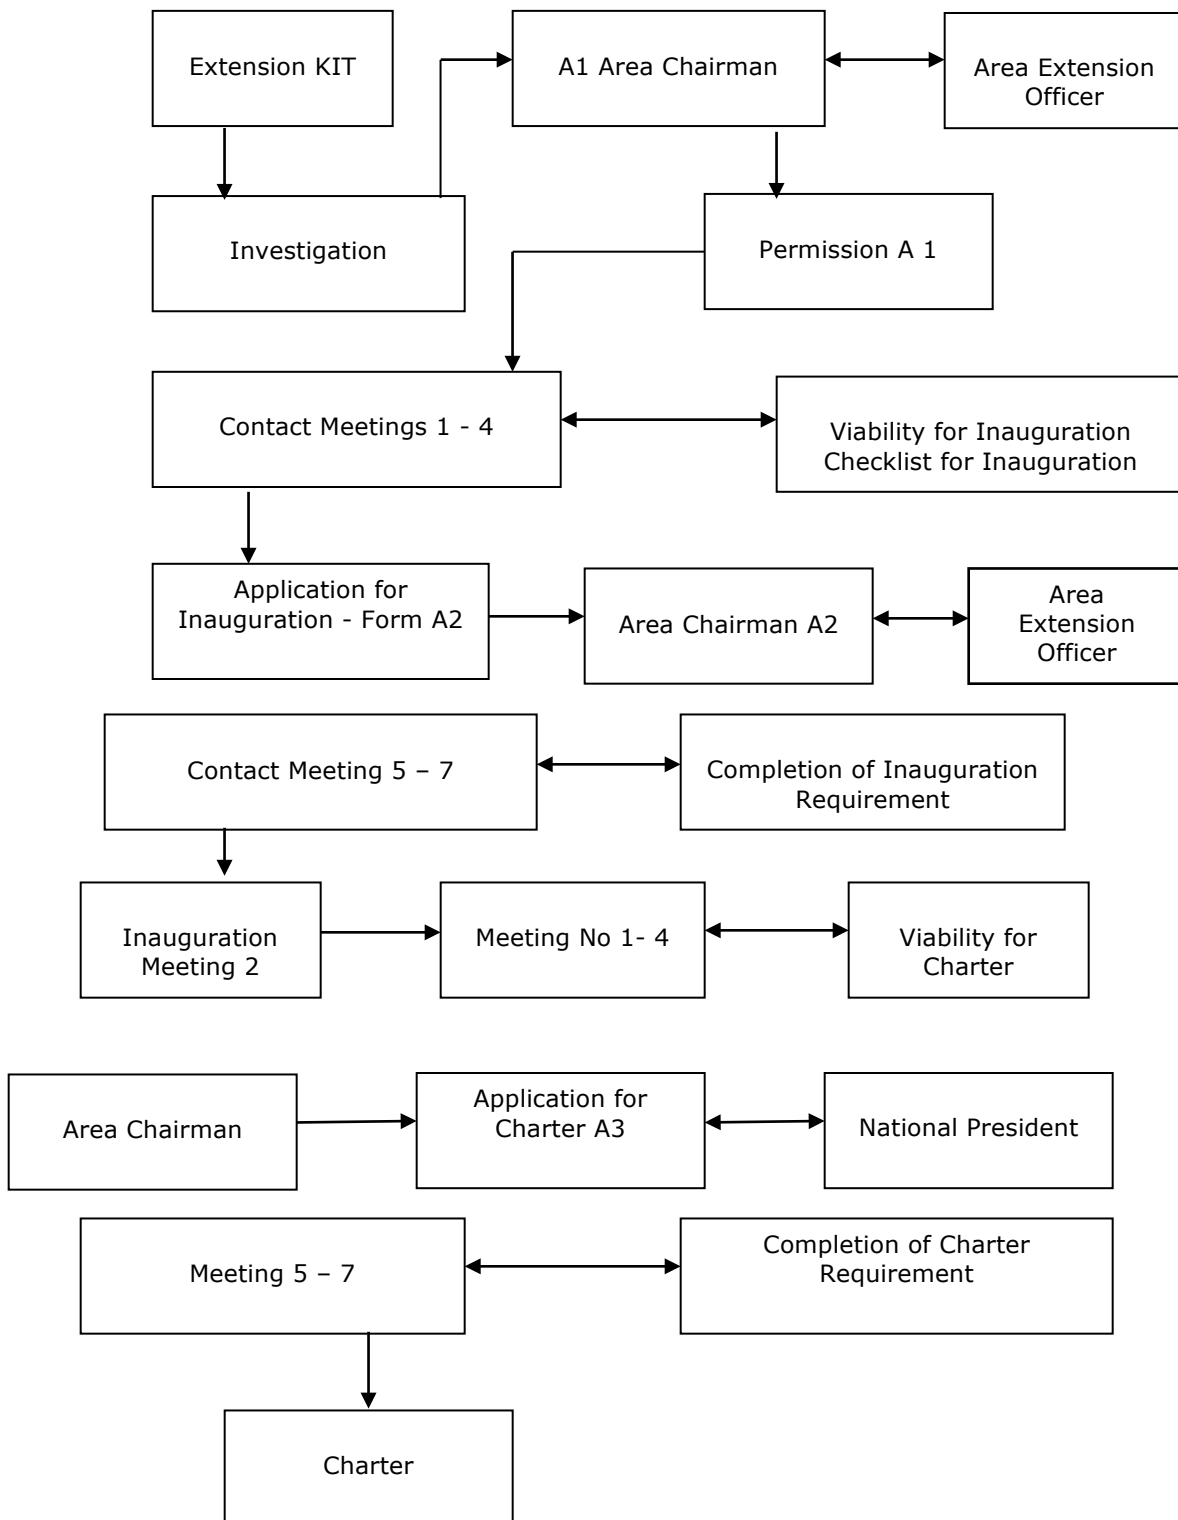 Extension KIT
A1 Area Chairman
Area Extension
Officer
Investigation
Permission A 1
Contact Meetings 1 - 4
Viability for Inauguration
Checklist for Inauguration
Application for
Inauguration - Form A2
Area Chairman A2
Area
Extension
Officer
Contact Meeting 5 – 7
Completion of Inauguration
Requirement
Inauguration
Meeting 2
Meeting No 1- 4
Viability for
Charter
Area Chairman
Application for
Charter A3
National President
Meeting 5 – 7
Completion of Charter
Requirement
Charter